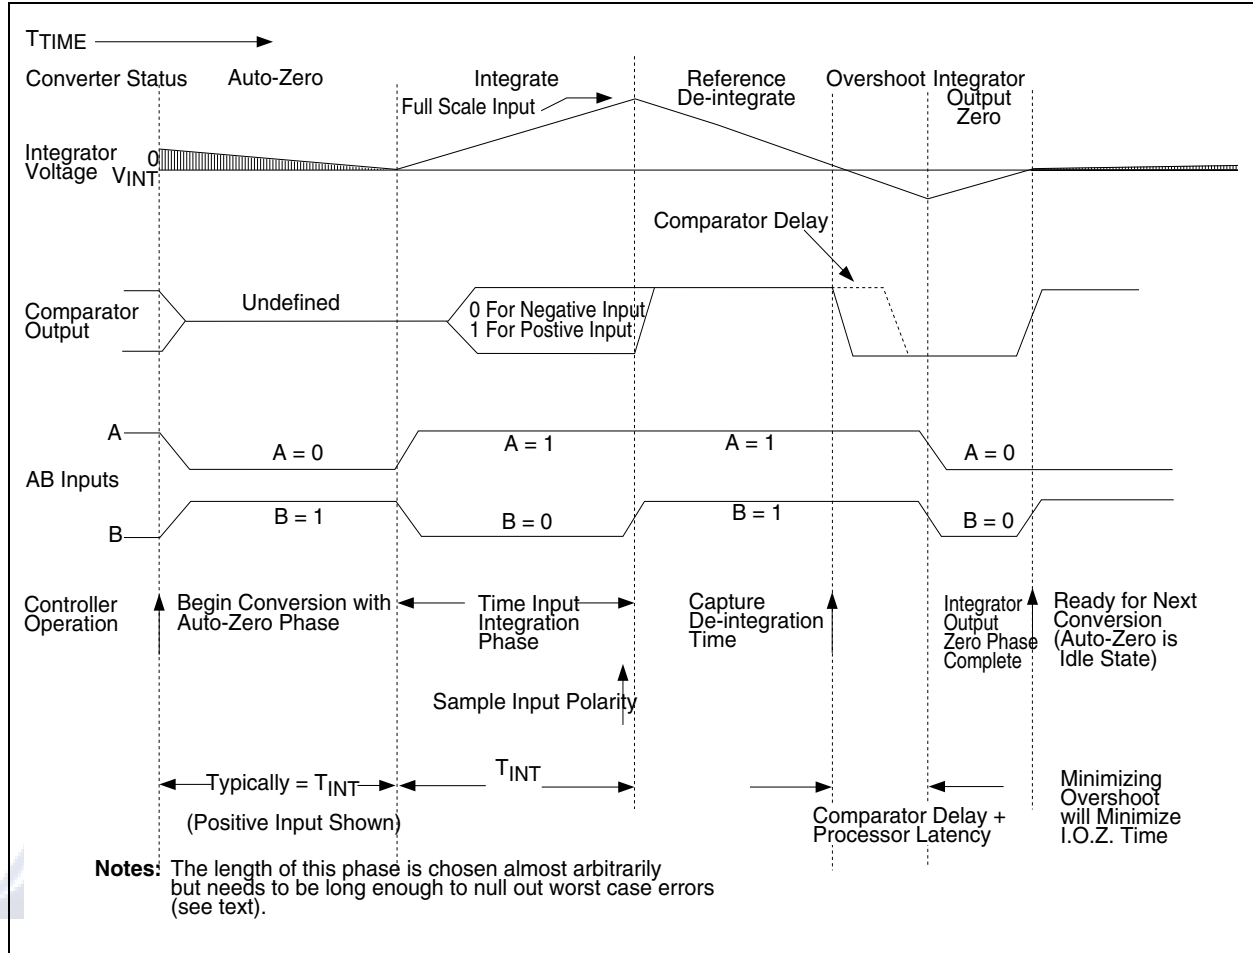 TTIME
Converter Status
Auto-Zero
Integrate
Reference
De-integrate
Overshoot
Integrator
Output
Zero
Full Scale Input
Integrator
Voltage
0
VINT
Comparator Delay
Comparator
Output
Undefined
0 For Negative Input
1 For Postive Input
A
A = 0
A = 1
A = 1
A = 0
AB Inputs
B
B = 1
B = 0
B = 1
B = 0
Controller
Operation
Begin Conversion with
Auto-Zero Phase
Time Input
Integration
Phase
Capture
De-integration
Time
Integrator
Output
Zero Phase
Complete
Ready for Next
Conversion
(Auto-Zero is
Idle State)
Sample Input Polarity
Typically = TINT
TINT
(Positive Input Shown)
Comparator Delay +
Processor Latency
Minimizing
Overshoot
will Minimize
I.O.Z. Time
Notes: The length of this phase is chosen almost arbitrarily
but needs to be long enough to null out worst case errors
(see text).